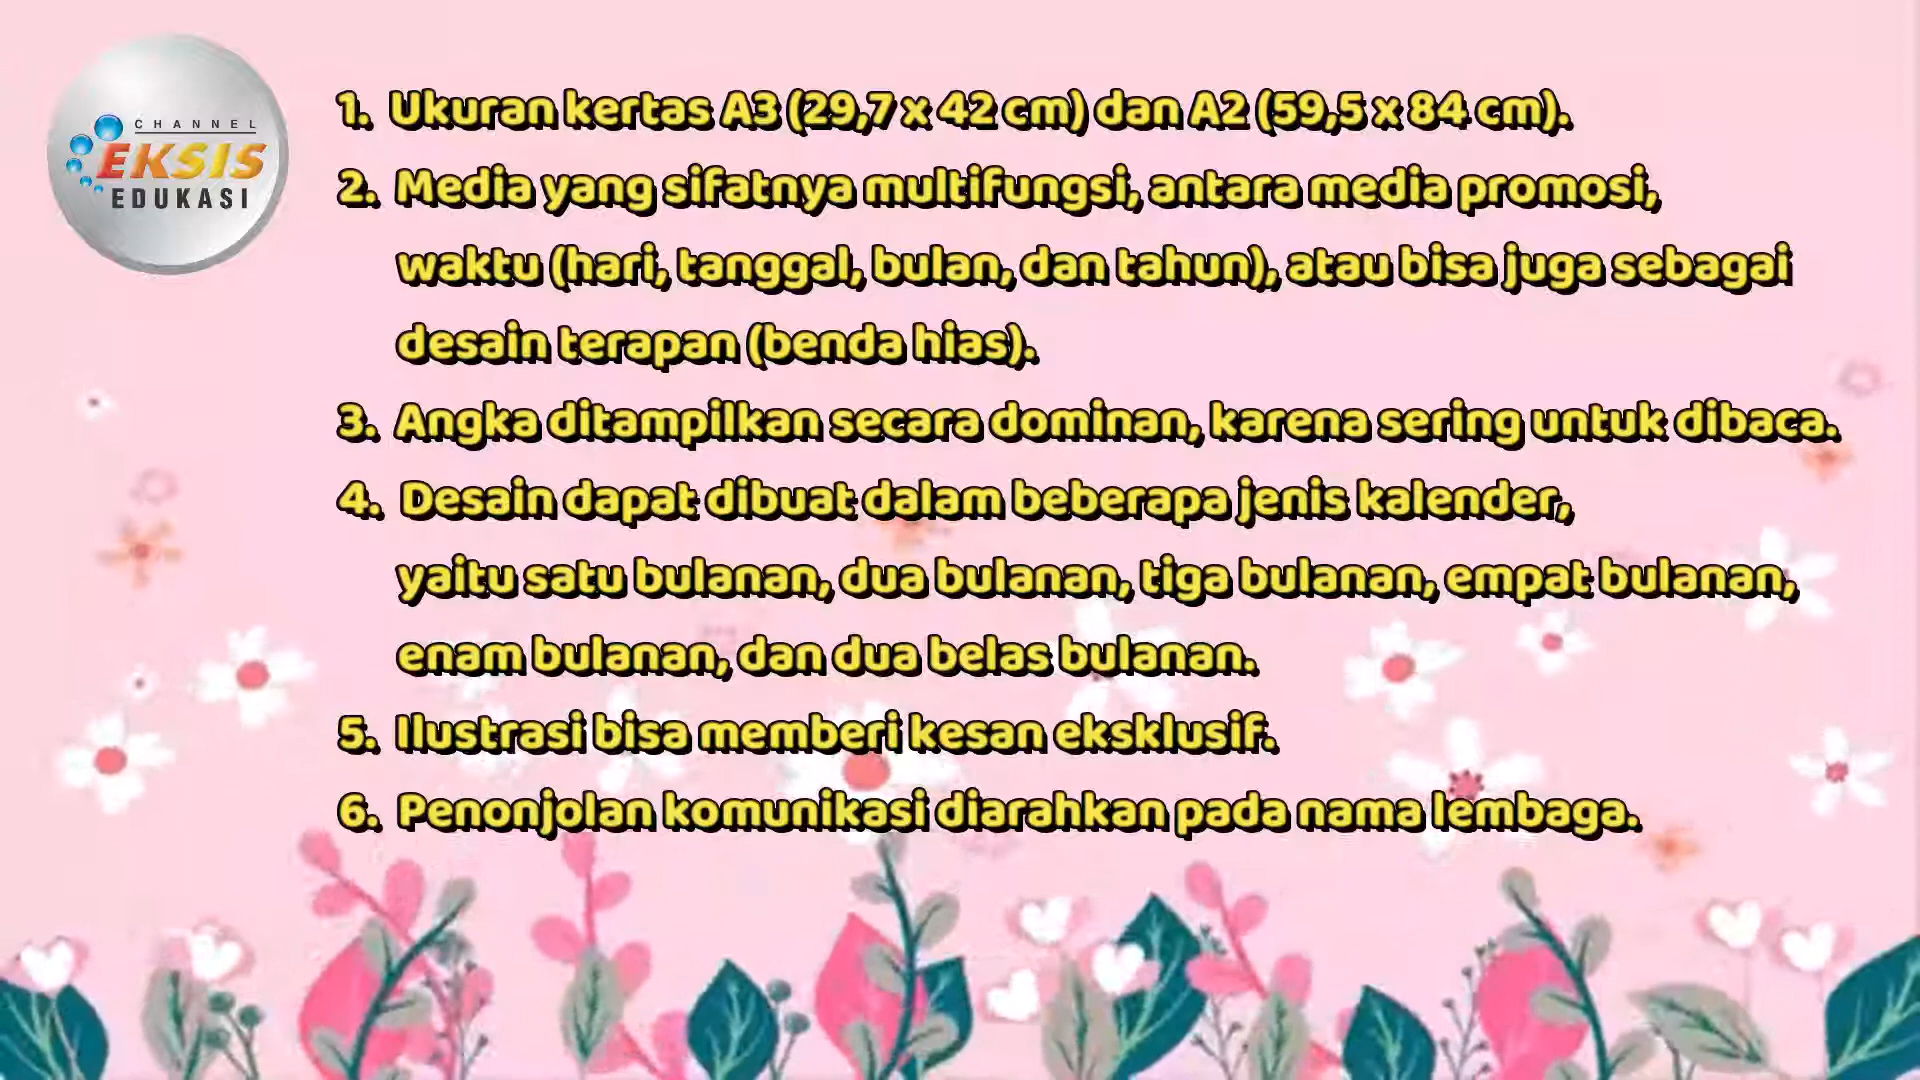 CHANNEL
EKSIS
EDUKASI
1. Ukuran kertas A3 (29,7 x 42 cm) dan A2 (59,5 x 84 cm).
2. Media yang sifatnya multifungsi, antara media promosi,
waktu (hari, tanggal, bulan, dan tahun), atau bisa juga sebagai
desain terapan (benda hias).
3. Angka ditampilkan secara dominan, karena sering untuk dibaca.
4. Desain dapat dibuat dalam beberapa jenis kalender,
yaitu satu bulanan, dua bulanan, tiga bulanan, empat bulanan,
enam bulanan, dan dua belas bulanan.
5. Ilustrasi bisa memberi kesan eksklusif.
6. Penonjolan komunikasi diarahkan pada nama lembaga.